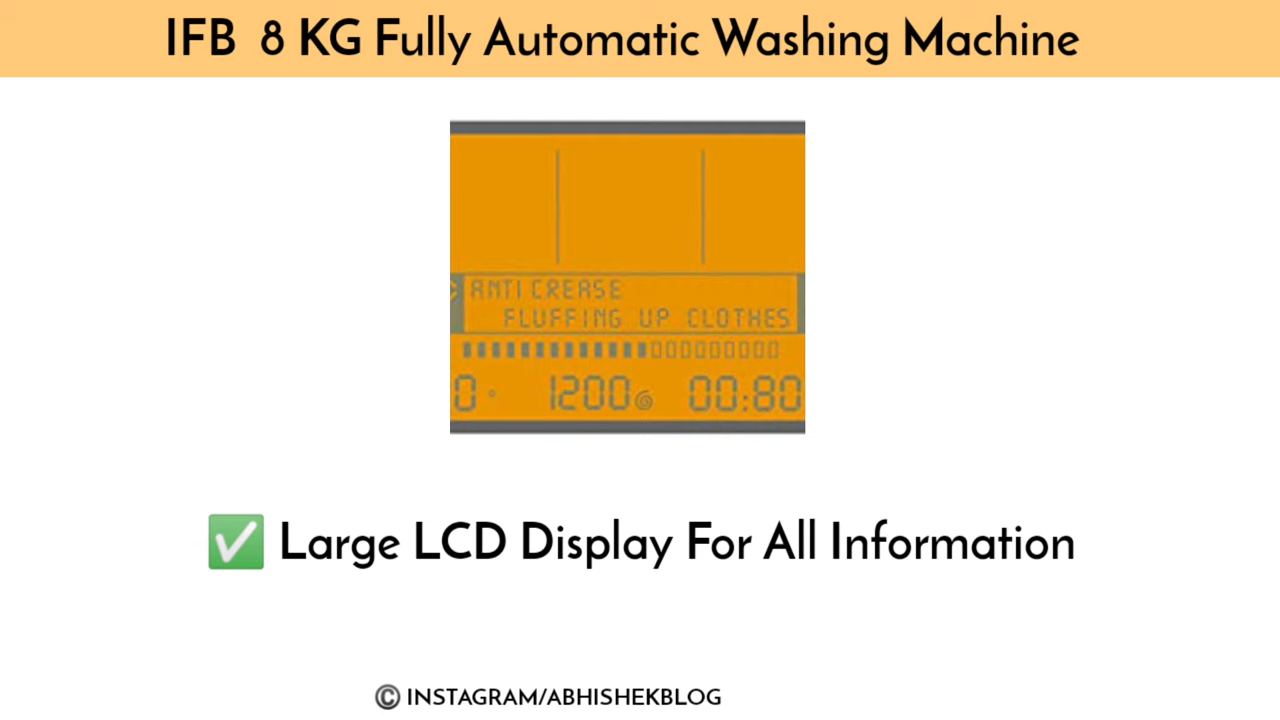 IFB 8 KG Fully Automatic Washing Machine
ANTI CREASE
FLUFFING UP CLOTHES
0° 1200 00:80
✅ Large LCD Display For All Information
© INSTAGRAM/ABHISHEKBLOG